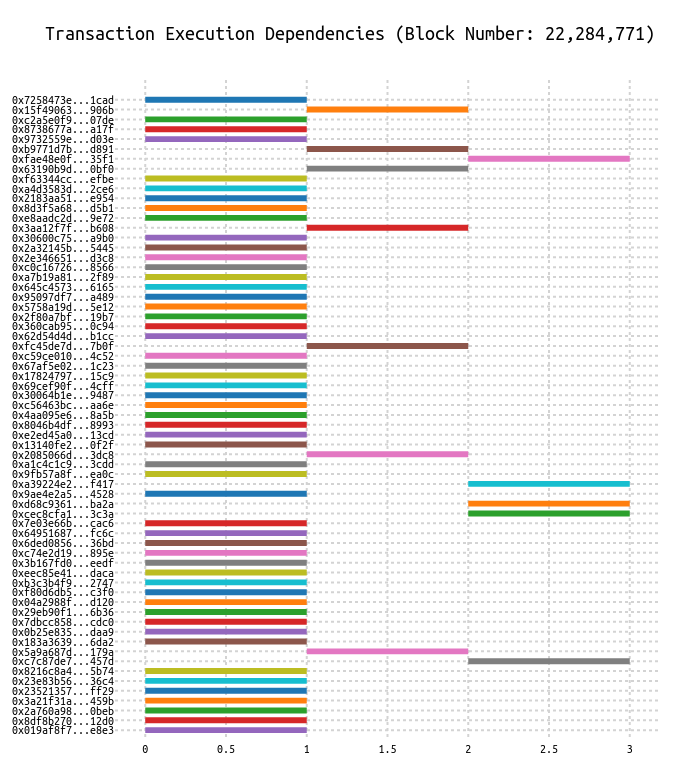 Transaction Execution Dependencies (Block Number: 22,284,771)
0x7258473e...1cad
0x15f49063...906b
0xc2a5e0f9...07de
0x8738677a...a17f
0x9732559e...d03e
0xb9771d7b...d891
0xfae48e0f...35f1
0x63190b9d...0bf0
0xf63344cc...efbe
0xa4d3583d...2ce6
0x2183aa51...e954
0x8d3f5a68...d5b1
0xe8aadc2d...9e72
0x3aa12f7f...b608
0x30600c75...a9b0
0x2a32145b...5445
0x2e346651...d3c8
0xc0c16726...8566
0xa7b19a81...2f89
0x645c4573...6165
0x95097df7...a489
0x5758a19d...5e12
0x2f80a7bf...19b7
0x360cab95...0c94
0x62d54d4d...b1cc
0xfc45de7d...7b0f
0xc59ce010...4c52
0x67af5e02...1c23
0x17824797...15c9
0x69cef90f...4cff
0x30064b1e...9487
0xc56463bc...aa6e
0x4aa095e6...8a5b
0x8046b4df...8993
0xe2ed45a0...13cd
0x13140fe2...0f2f
0x2085066d...3dc8
0xa1c4c1c9...3cdd
0x9fb57a8f...ea0c
0xa39224e2...f417
0x9ae4e2a5...4528
0xd68c9361...ba2a
0xcec8cfa1...3c3a
0x7e03e66b...cac6
0x64951687...fc6c
0x6ded0856...36bd
0xc74e2d19...895e
0x3b167fd0...eedf
0xeec85e41...daca
0xb3c3b4f9...2747
0xf80d6db5...c3f0
0x04a2988f...d120
0x29eb90f1...6b36
0x7dbcc858...cdc0
0x0b25e835...daa9
0x183a3639...6da2
0x5a9a687d...179a
0xc7c87de7...457d
0x8216c8a4...5b74
0x23e83b56...36c4
0x23521357...ff29
0x3a21f31a...459b
0x2a760a98...0beb
0x8df8b270...12d0
0x019af8f7...e8e3
0 0.5 1 1.5 2 2.5 3